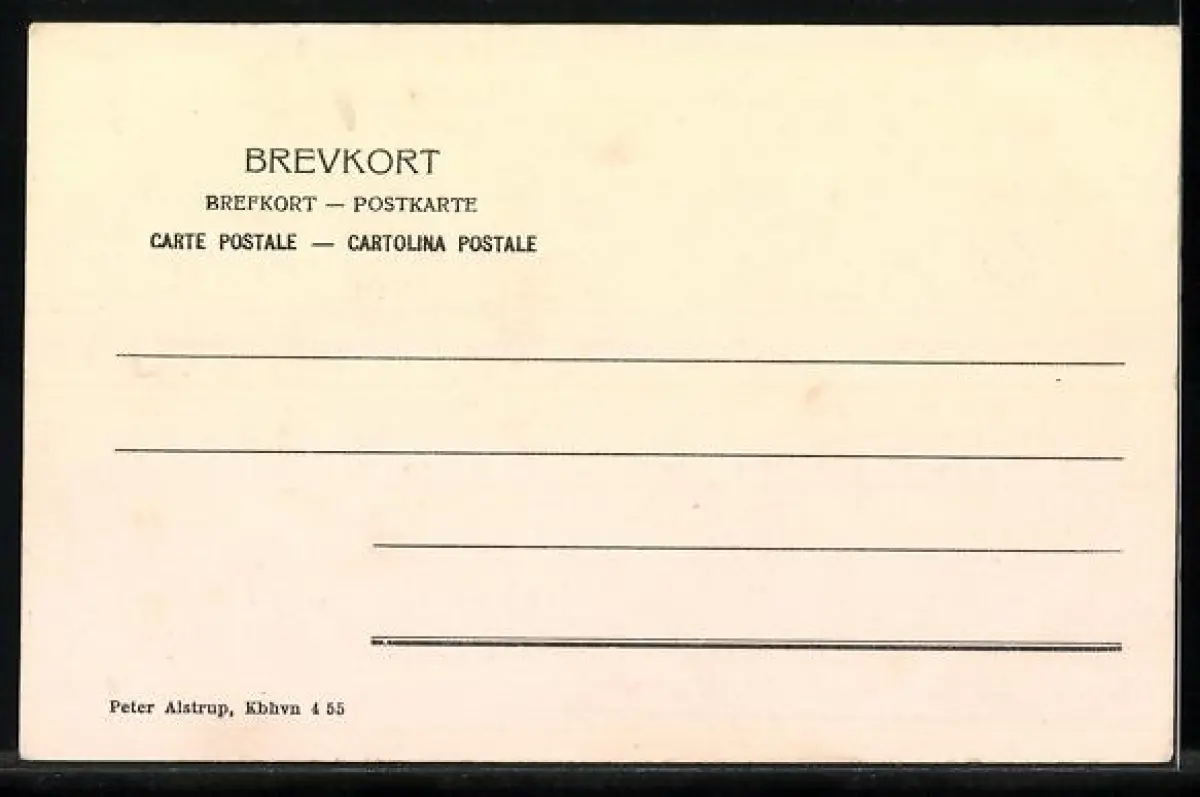 BREVKORT
BREFKORT — POSTKARTE
CARTE POSTALE — CARTOLINA POSTALE
Peter Alstrup, Kbhvn 4 55